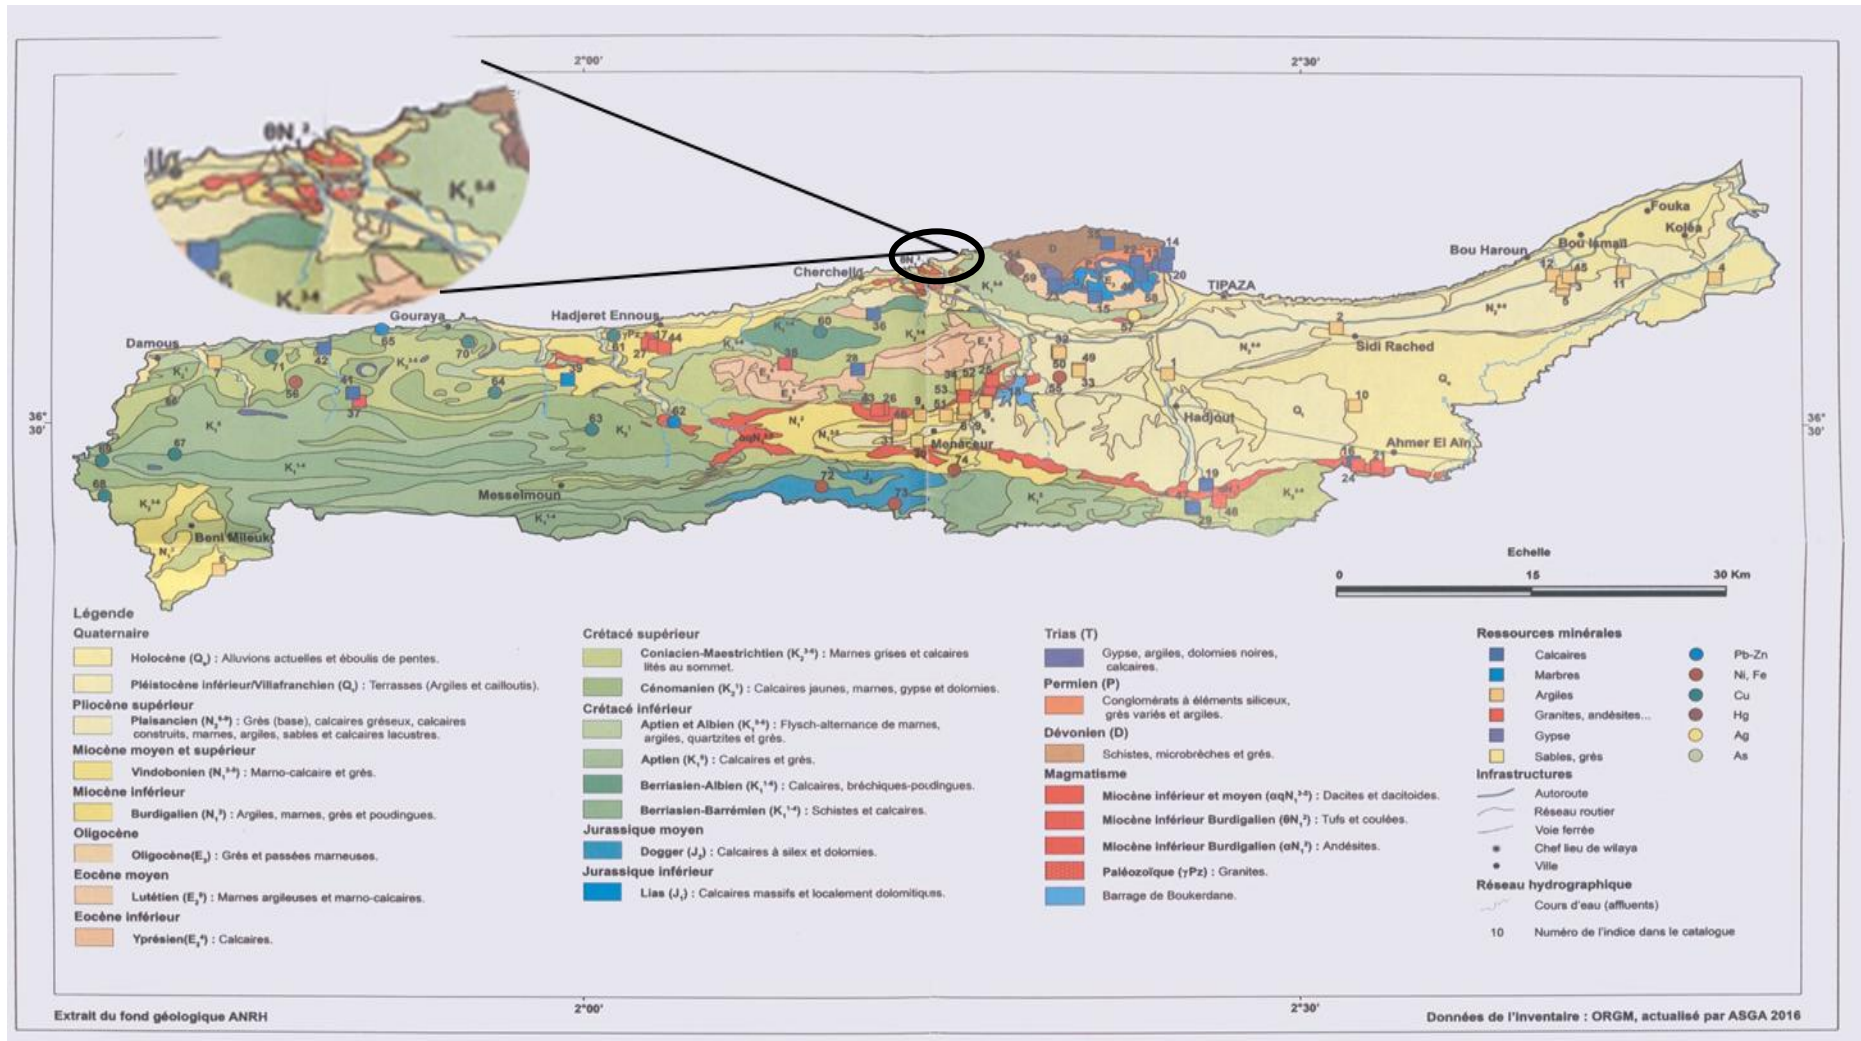 2°00'
2°30'
θN₁²
K₁⁵⁻⁶
K₂³⁻⁶
Fouka
Koléa
Bou Ismaïl
Bou Haroun
Cherchell
TIPAZA
Gouraya
Hadjeret Ennous
Damous
Sidi Rached
Hadjout
Ahmer El Aïn
Menaceur
Messelmoun
Beni Mileuk
36°
30'
36°
30'
Echelle
0 15 30 Km
Légende
Quaternaire
Holocène (Qₐ) : Alluvions actuelles et éboulis de pentes.
Pléistocène inférieur/Villafranchien (Qᵢ) : Terrasses (Argiles et cailloutis).
Pliocène supérieur
Plaisancien : Grès (base), calcaires gréseux, calcaires
construits, marnes, argiles, sables et calcaires lacustres.
Miocène moyen et supérieur
Vindobonien : Marno-calcaire et grès.
Miocène inférieur
Burdigalien : Argiles, marnes, grès et poudingues.
Oligocène
Oligocène(E₃) : Grès et passées marneuses.
Eocène moyen
Lutétien : Marnes argileuses et marno-calcaires.
Eocène inférieur
Yprésien : Calcaires.
Crétacé supérieur
Coniacien-Maestrichtien (K₂³⁻⁶) : Marnes grises et calcaires
lités au sommet.
Cénomanien (K₂¹) : Calcaires jaunes, marnes, gypse et dolomies.
Crétacé inférieur
Aptien et Albien (K₁⁵⁻⁶) : Flysch-alternance de marnes,
argiles, quartzites et grès.
Aptien (K₁⁵) : Calcaires et grès.
Berriasien-Albien (K₁¹⁻⁶) : Calcaires, bréchiques-poudingues.
Berriasien-Barrémien (K₁¹⁻⁴) : Schistes et calcaires.
Jurassique moyen
Dogger (J₂) : Calcaires à silex et dolomies.
Jurassique inférieur
Lias (J₁) : Calcaires massifs et localement dolomitiques.
Trias (T)
Gypse, argiles, dolomies noires,
calcaires.
Permien (P)
Conglomérats à éléments siliceux,
grès variés et argiles.
Dévonien (D)
Schistes, microbrèches et grès.
Magmatisme
Miocène inférieur et moyen (αqN₁²⁻³) : Dacites et dacitoides.
Miocène inférieur Burdigalien (θN₁²) : Tufs et coulées.
Miocène inférieur Burdigalien (αN₁²) : Andésites.
Paléozoïque (γPz) : Granites.
Barrage de Boukerdane.
Ressources minérales
Calcaires
Marbres
Argiles
Granites, andésites...
Gypse
Sables, grès
Pb-Zn
Ni, Fe
Cu
Hg
Ag
As
Infrastructures
Autoroute
Réseau routier
Voie ferrée
Chef lieu de wilaya
Ville
Réseau hydrographique
Cours d'eau (affluents)
10 Numéro de l'indice dans le catalogue
2°00'
2°30'
Extrait du fond géologique ANRH
Données de l'inventaire : ORGM, actualisé par ASGA 2016